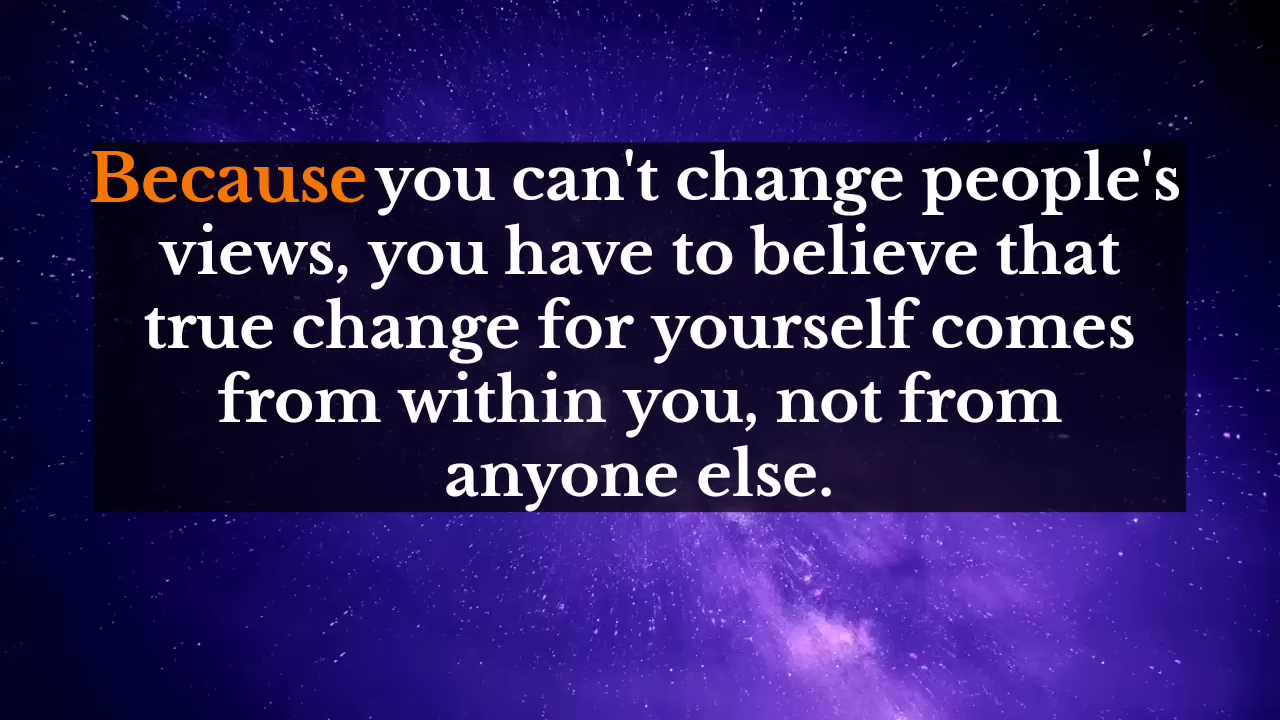 Because you can't change people's
views, you have to believe that
true change for yourself comes
from within you, not from
anyone else.